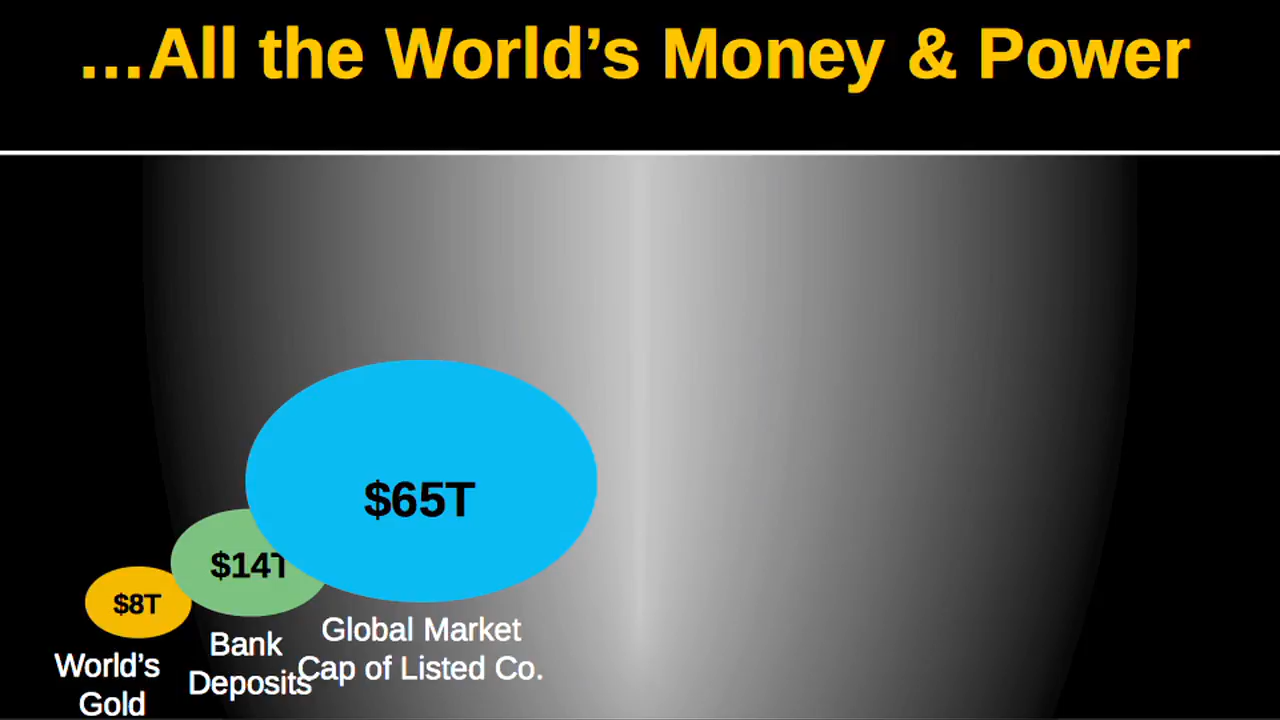 ...All the World’s Money & Power
$65T
$14T
$8T
Global Market
Cap of Listed Co.
Bank
Deposits
World’s
Gold